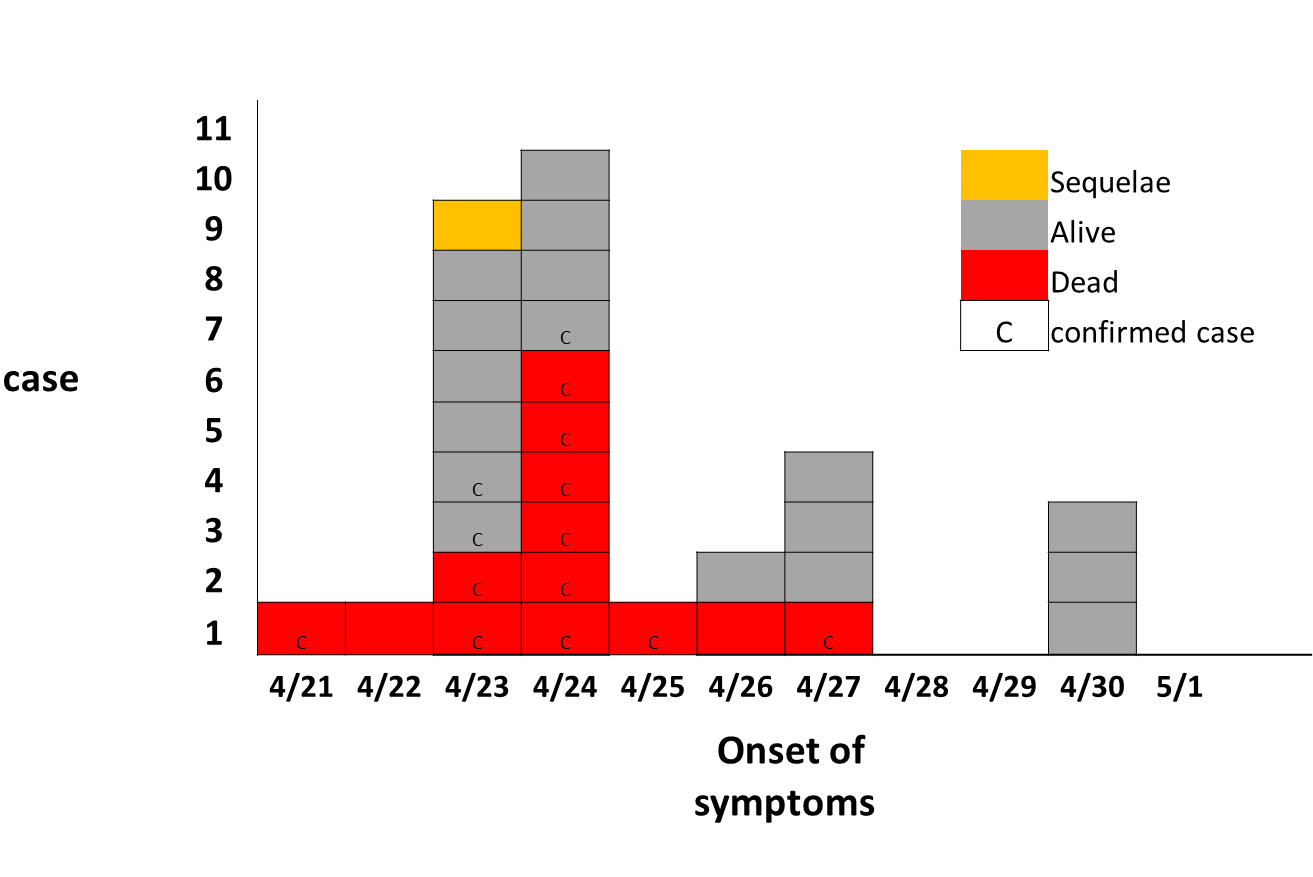 11
10
9
8
7
6
5
4
3
2
1
case
Sequelae
Alive
Dead
C confirmed case
C
C
C
C
C
C
C
C
C
C C C C C
4/21 4/22 4/23 4/24 4/25 4/26 4/27 4/28 4/29 4/30 5/1
Onset of
symptoms